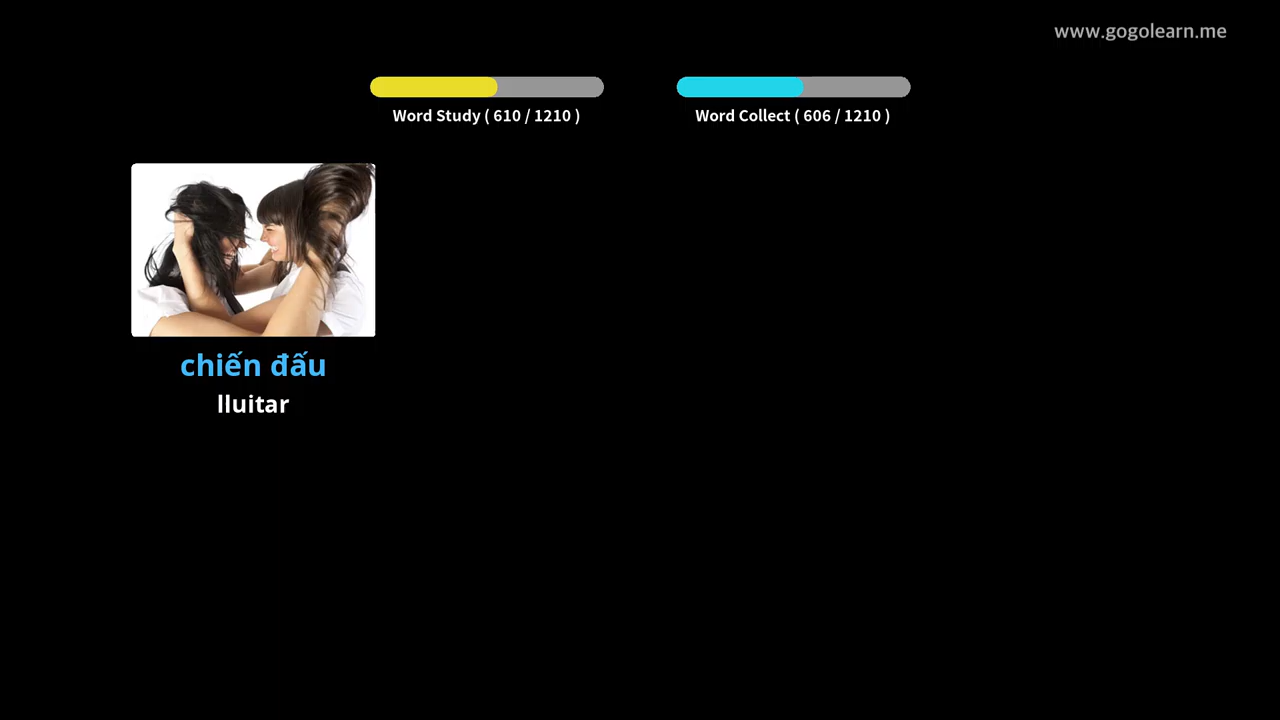 www.gogolearn.me
Word Study ( 610 / 1210 )
Word Collect ( 606 / 1210 )
chiến đấu
lluitar